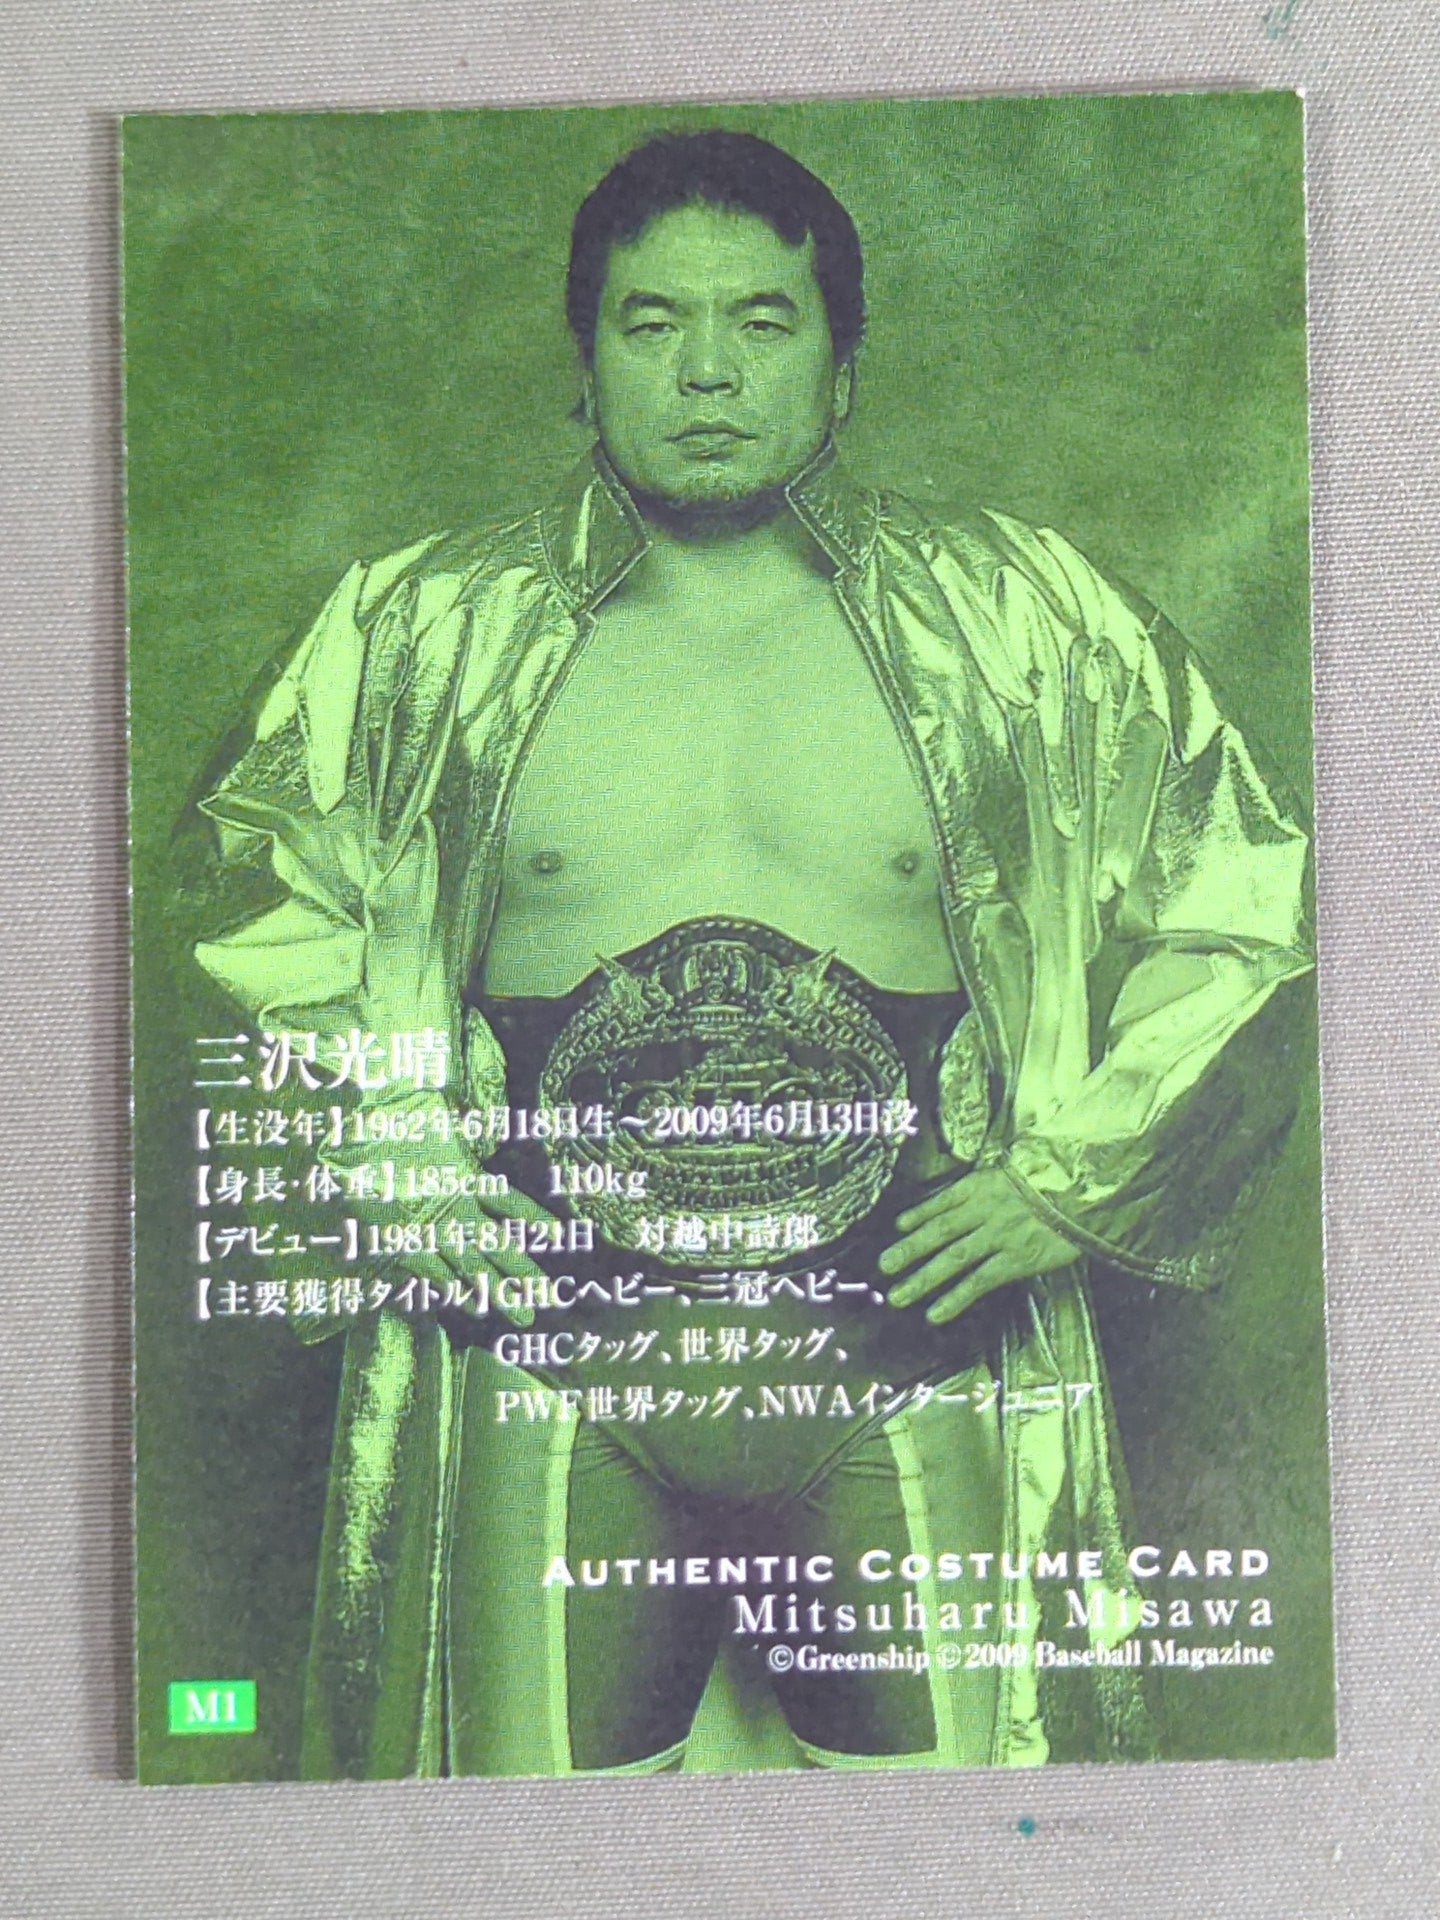 三沢光晴
【生没年】1962年6月18日生～2009年6月13日没
【身長・体重】185cm 110kg
【デビュー】1981年8月21日 対越中詩郎
【主要獲得タイトル】GHCヘビー、三冠ヘビー、
GHCタッグ、世界タッグ、
PWF世界タッグ、NWAインタージュニア
AUTHENTIC COSTUME CARD
Mitsuharu Misawa
©Greenship ©2009 Baseball Magazine
M1